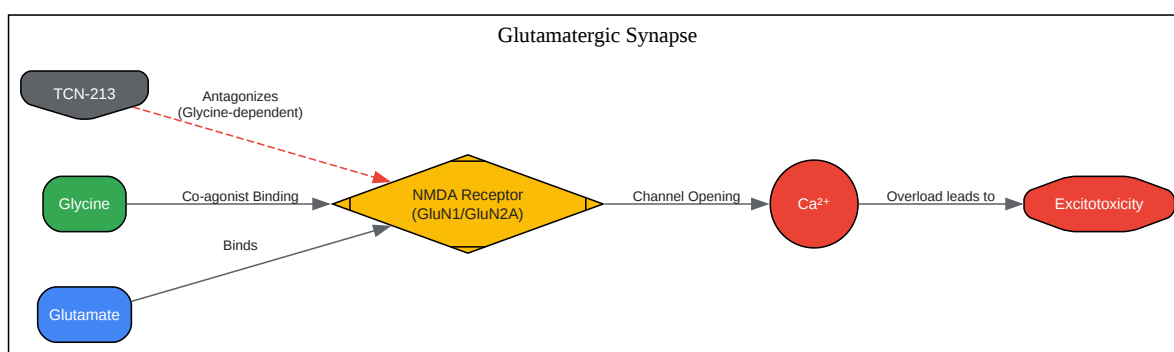 Glutamatergic Synapse
TCN-213
Antagonizes
(Glycine-dependent)
Glycine
Co-agonist Binding
NMDA Receptor
(GluN1/GluN2A)
Channel Opening
Ca²⁺
Overload leads to
Excitotoxicity
Binds
Glutamate